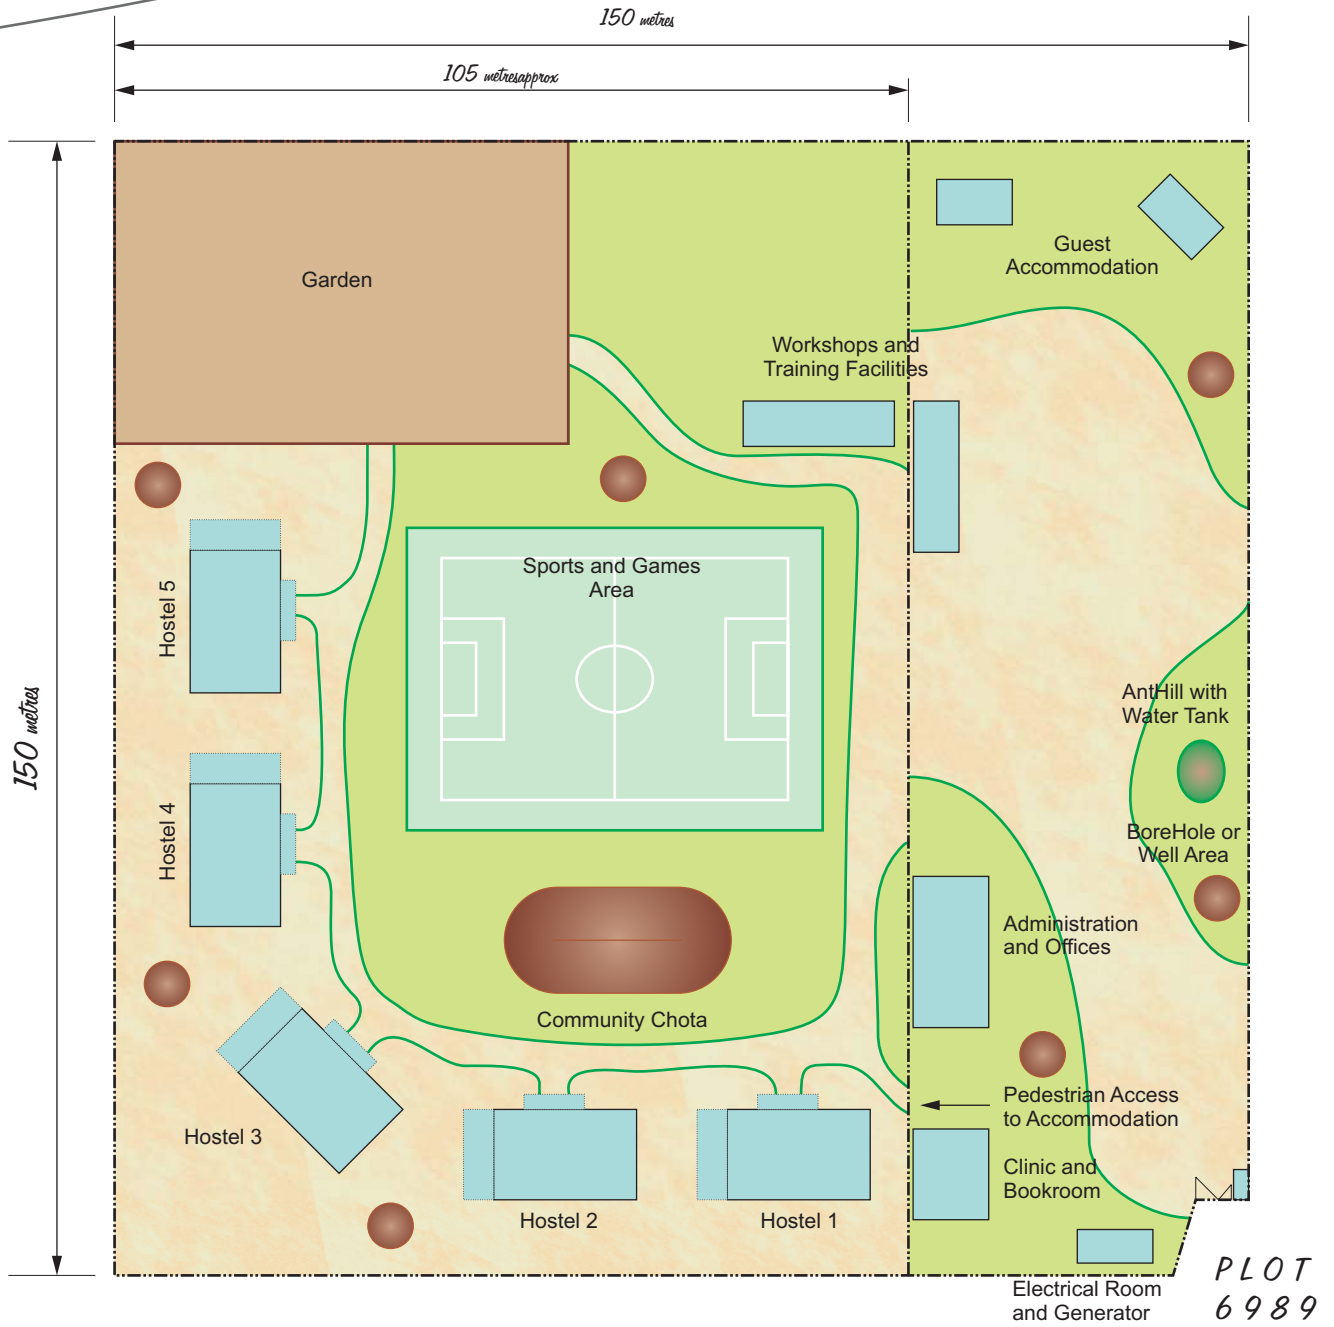 150 metres
105 metresapprox
150 metres
Garden
Guest
Accommodation
Workshops and
Training Facilities
Sports and Games
Area
Hostel 5
AntHill with
Water Tank
Hostel 4
BoreHole or
Well Area
Administration
and Offices
Community Chota
Pedestrian Access
to Accommodation
Hostel 3
Clinic and
Bookroom
Hostel 2
Hostel 1
Electrical Room
and Generator
PLOT
6989